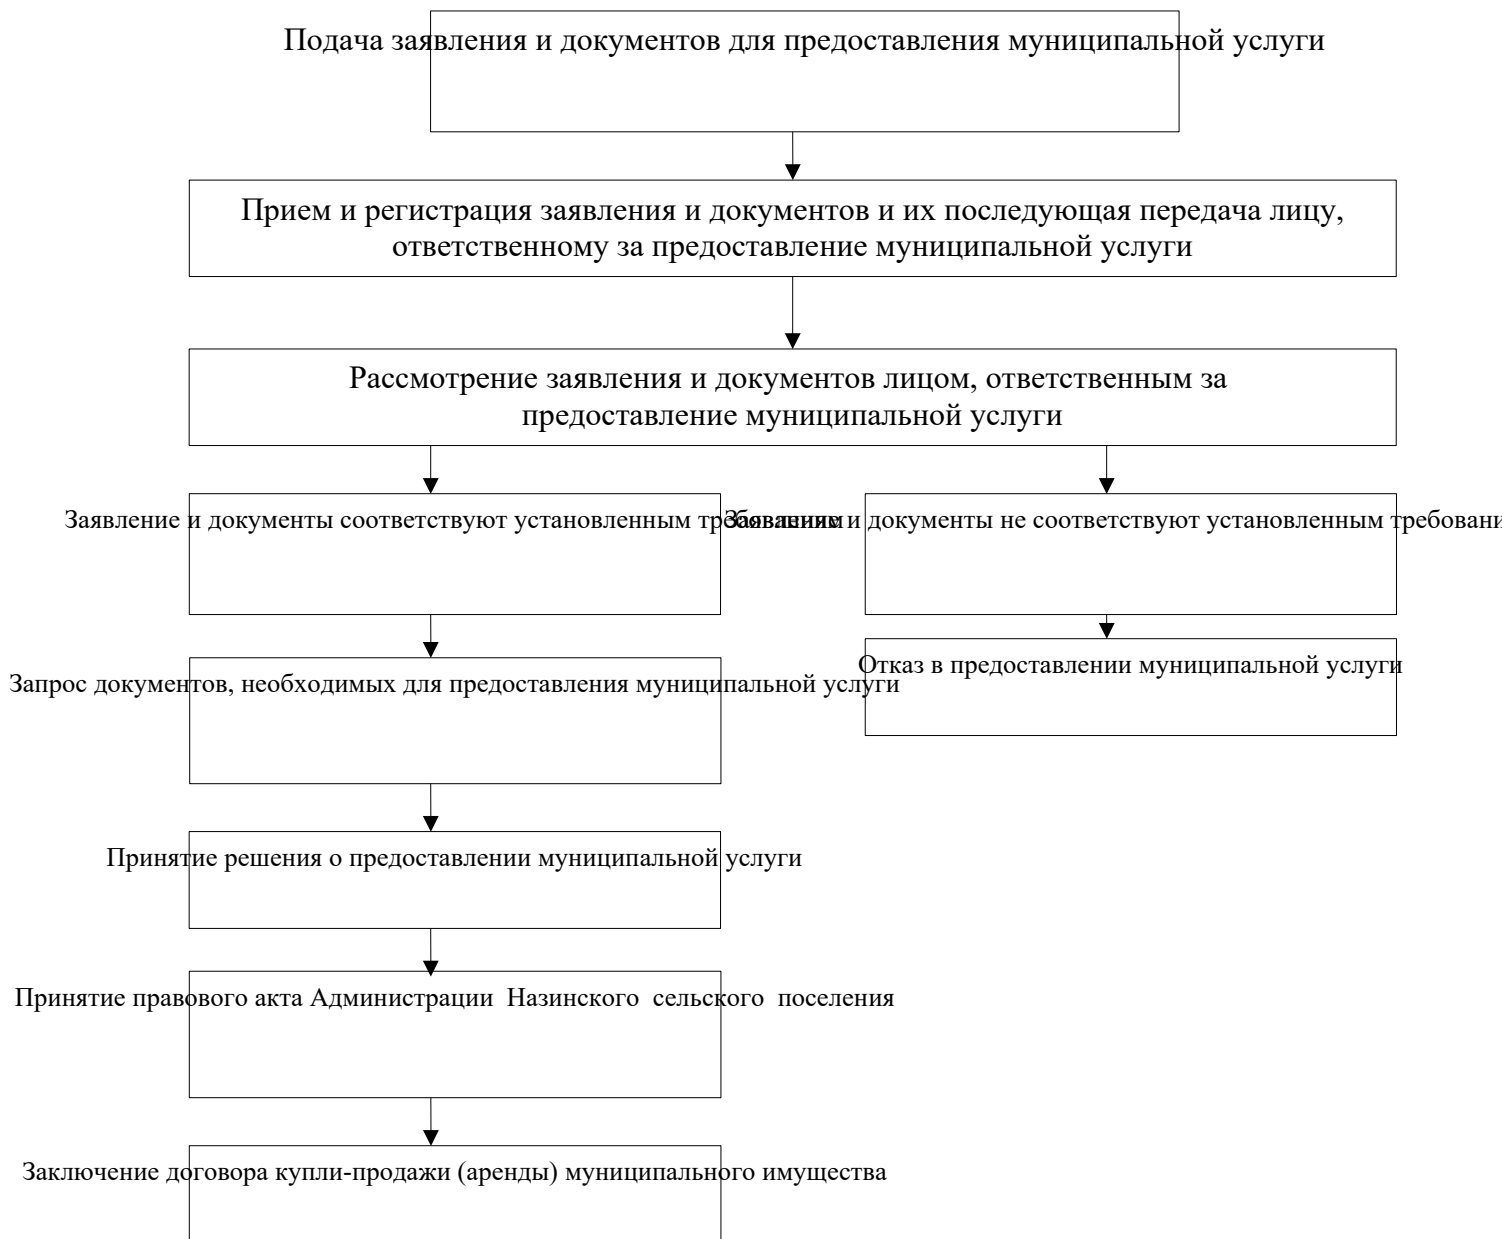 Подача заявления и документов для предоставления муниципальной услуги
Прием и регистрация заявления и документов и их последующая передача лицу,
ответственному за предоставление муниципальной услуги
Рассмотрение заявления и документов лицом, ответственным за
предоставление муниципальной услуги
Заявление и документы соответствуют установленным требованиям
Заявление и документы не соответствуют установленным требовани
Запрос документов, необходимых для предоставления муниципальной услуги
Отказ в предоставлении муниципальной услуги
Принятие решения о предоставлении муниципальной услуги
Принятие правового акта Администрации Назинского сельского поселения
Заключение договора купли-продажи (аренды) муниципального имущества